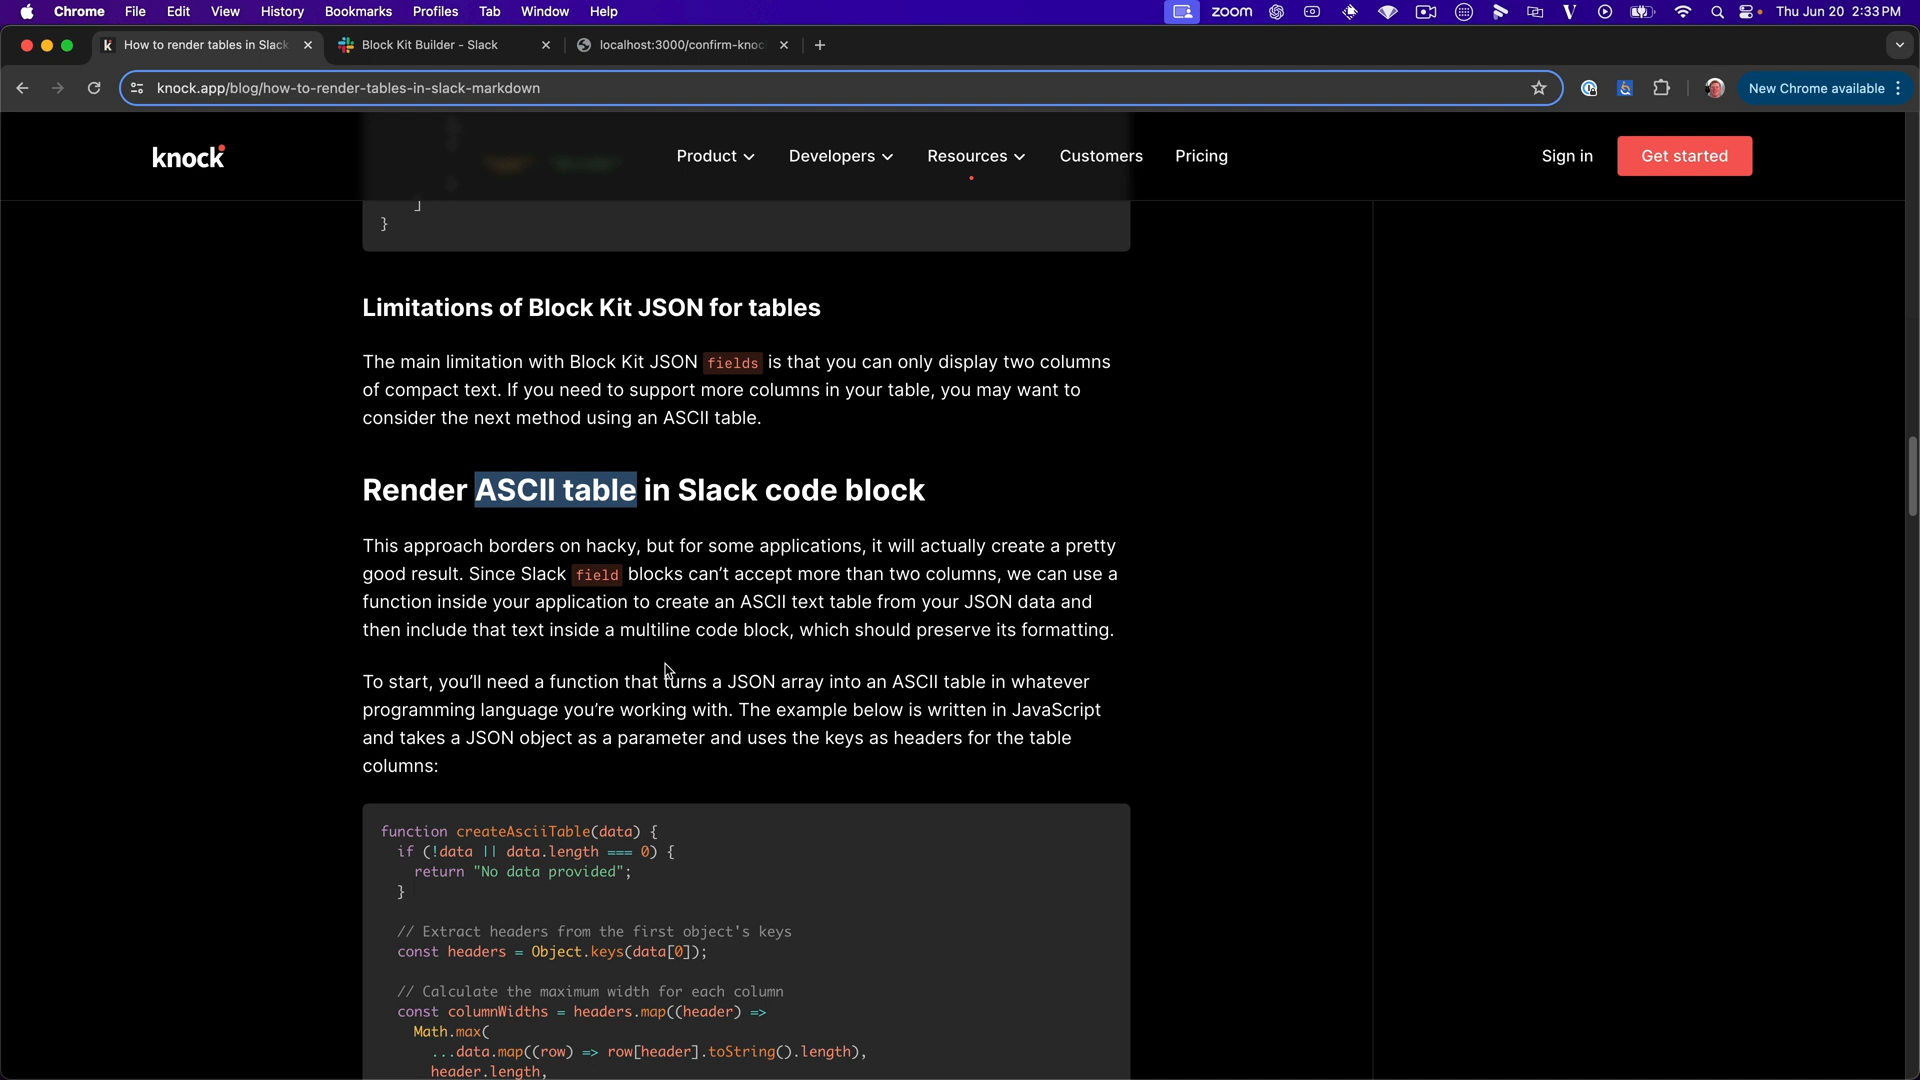 Chrome File Edit View History Bookmarks Profiles Tab Window Help zoom Thu Jun 20 2:33 PM
How to render tables in Slack Block Kit Builder - Slack localhost:3000/confirm-knoc
knock.app/blog/how-to-render-tables-in-slack-markdown New Chrome available
knock Product Developers Resources Customers Pricing Sign in Get started
]
}
Limitations of Block Kit JSON for tables
The main limitation with Block Kit JSON fields is that you can only display two columns
of compact text. If you need to support more columns in your table, you may want to
consider the next method using an ASCII table.
Render ASCII table in Slack code block
This approach borders on hacky, but for some applications, it will actually create a pretty
good result. Since Slack field blocks can’t accept more than two columns, we can use a
function inside your application to create an ASCII text table from your JSON data and
then include that text inside a multiline code block, which should preserve its formatting.
To start, you’ll need a function that turns a JSON array into an ASCII table in whatever
programming language you’re working with. The example below is written in JavaScript
and takes a JSON object as a parameter and uses the keys as headers for the table
columns:
function createAsciiTable(data) {
if (!data || data.length === 0) {
return "No data provided";
}
// Extract headers from the first object's keys
const headers = Object.keys(data[0]);
// Calculate the maximum width for each column
const columnWidths = headers.map((header) =>
Math.max(
...data.map((row) => row[header].toString().length),
header.length,